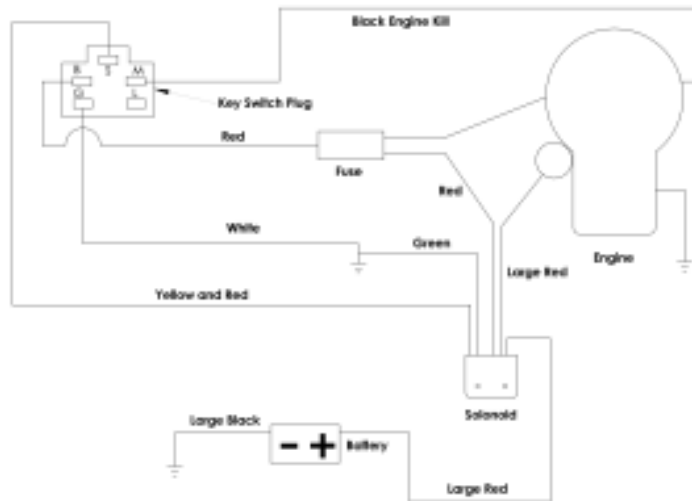 Black Engine Kill
B S M
G L
Key Switch Plug
Red
Fuse
Red
White
Green
Large Red
Engine
Yellow and Red
Solonoid
Large Black
- +
Battery
Large Red